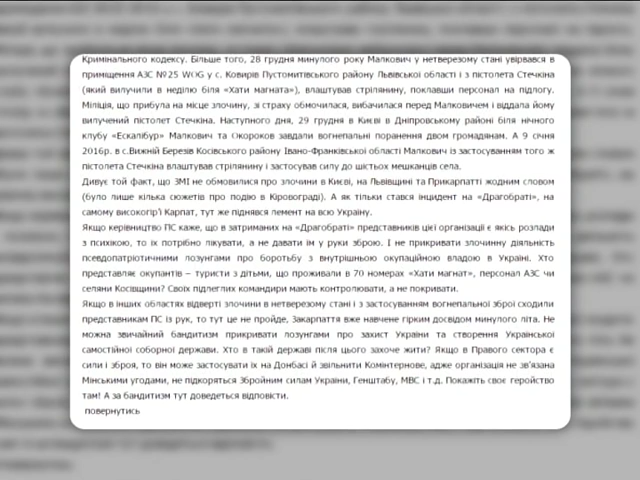 Кримінального кодексу. Більше того, 28 грудня минулого року Малкович у нетверезому стані увірвався в
приміщення АЗС №25 WOG у с. Ковирів Пустомитівського району Львівської області і з пістолета Стечкіна
(який вилучили в неділю біля «Хати магната»), влаштував стрілянину, поклавши персонал на підлогу.
Міліція, що прибула на місце злочину, зі страху обмочилася, вибачилася перед Малковичем і віддала йому
вилучений пістолет Стечкіна. Наступного дня, 29 грудня в Києві в Дніпровському районі біля нічного
клубу «Ескалібур» Малкович та Окороков завдали вогнепальні поранення двом громадянам. А 9 січня
2016р. в с.Вижній Березів Косівського району Івано-Франківської області Малкович із застосуванням того ж
пістолета Стечкіна влаштував стрілянину і застосував силу до шістьох мешканців села.
Дивує той факт, що ЗМІ не обмовилися про злочини в Києві, на Львівщині та Прикарпатті жодним словом
(було лише кілька сюжетів про подію в Кіровограді). А як тільки стався інцидент на «Драгобраті», на
самому високогір'ї Карпат, тут же піднявся лемент на всю Україну.
Якщо керівництво ПС каже, що в затриманих на «Драгобраті» представників цієї організації є якісь розлади
з психікою, то їх потрібно лікувати, а не давати їм у руки зброю. І не прикривати злочинну діяльність
псевдопатріотичними лозунгами про боротьбу з внутрішньою окупаційною владою в Україні. Хто
представляє окупантів – туристи з дітьми, що проживали в 70 номерах «Хати магнат», персонал АЗС чи
селяни Косівщини? Своїх підлеглих командири мають контролювати, а не покривати.
Якщо в інших областях відверті злочини в нетверезому стані і з застосуванням вогнепальної зброї сходили
представникам ПС із рук, то тут це не пройде, Закарпаття вже навчене гірким досвідом минулого літа. Не
можна звичайний бандитизм прикривати лозунгами про захист України та створення Української
самостійної соборної держави. Хто в такій державі після цього захоче жити? Якщо в Правого сектора є
сили і зброя, то він може застосувати їх на Донбасі й звільнити Комінтернове, адже організація не зв'язана
Мінськими угодами, не підкоряється Збройним силам України, Генштабу, МВС і т.д. Покажіть своє геройство
там! А за бандитизм тут доведеться відповісти.
повернутись